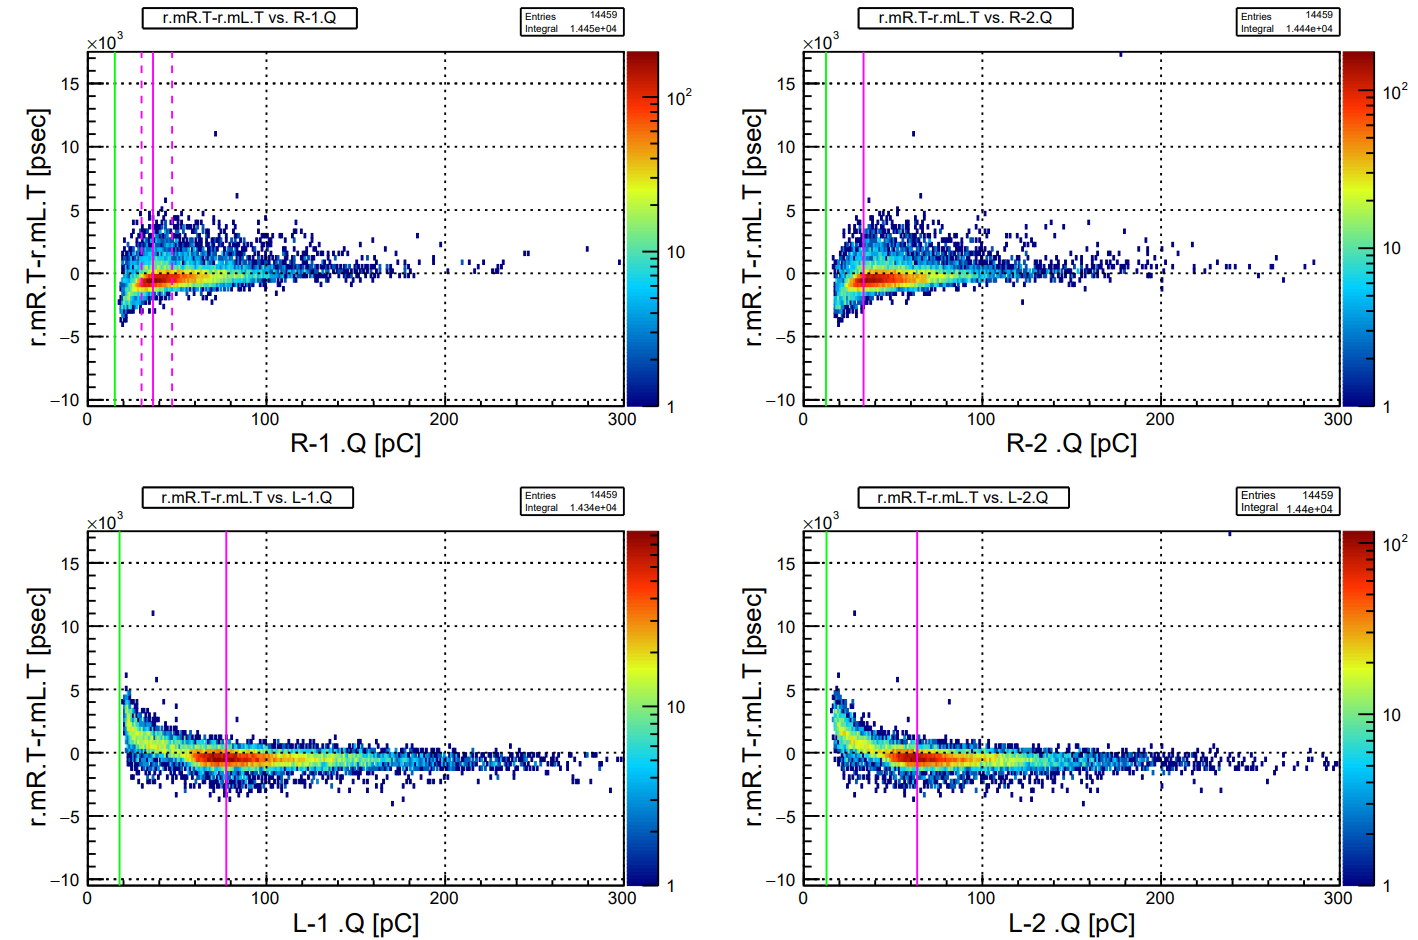 r.mR.T-r.mL.T vs. R-1.Q
Entries 14459
Integral 1.445e+04
×10³
15
10
5
0
−5
−10
0 100 200 300
r.mR.T-r.mL.T [psec]
R-1 .Q [pC]
10²
10
1
r.mR.T-r.mL.T vs. R-2.Q
Entries 14459
Integral 1.444e+04
×10³
15
10
5
0
−5
−10
0 100 200 300
r.mR.T-r.mL.T [psec]
R-2 .Q [pC]
10²
10
1
r.mR.T-r.mL.T vs. L-1.Q
Entries 14459
Integral 1.434e+04
×10³
15
10
5
0
−5
−10
0 100 200 300
r.mR.T-r.mL.T [psec]
L-1 .Q [pC]
10
1
r.mR.T-r.mL.T vs. L-2.Q
Entries 14459
Integral 1.44e+04
×10³
15
10
5
0
−5
−10
0 100 200 300
r.mR.T-r.mL.T [psec]
L-2 .Q [pC]
10²
10
1